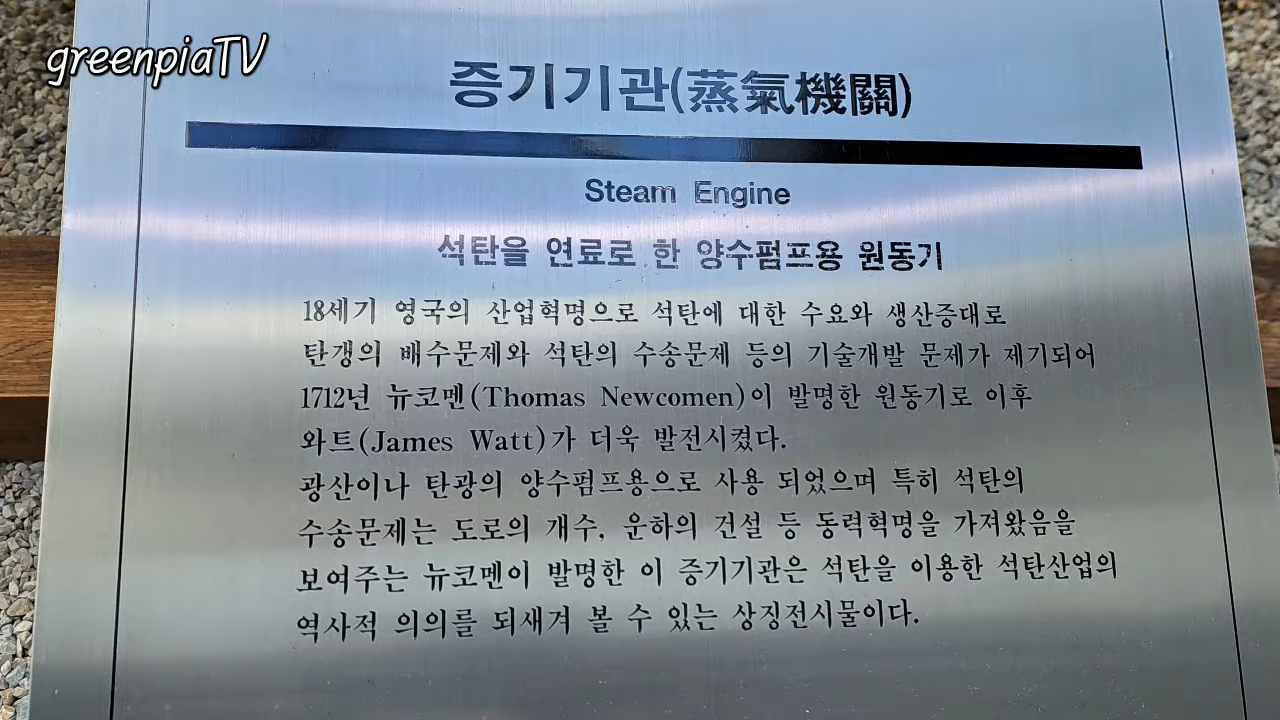 greenpiaTV
증기기관(蒸氣機關)
Steam Engine
석탄을 연료로 한 양수펌프용 원동기
18세기 영국의 산업혁명으로 석탄에 대한 수요와 생산증대로
탄갱의 배수문제와 석탄의 수송문제 등의 기술개발 문제가 제기되어
1712년 뉴코멘(Thomas Newcomen)이 발명한 원동기로 이후
와트(James Watt)가 더욱 발전시켰다.
광산이나 탄광의 양수펌프용으로 사용 되었으며 특히 석탄의
수송문제는 도로의 개수, 운하의 건설 등 동력혁명을 가져왔음을
보여주는 뉴코멘이 발명한 이 증기기관은 석탄을 이용한 석탄산업의
역사적 의의를 되새겨 볼 수 있는 상징전시물이다.